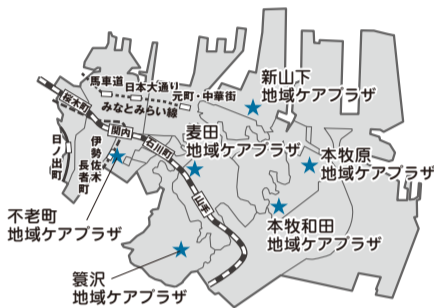 馬車道
日本大通り
元町・中華街
みなとみらい線
桜木町
関内
石川町
山手
日ノ出町
伊勢佐木
長者町
新山下
地域ケアプラザ
麦田
地域ケアプラザ
本牧原
地域ケアプラザ
本牧和田
地域ケアプラザ
不老町
地域ケアプラザ
簑沢
地域ケアプラザ